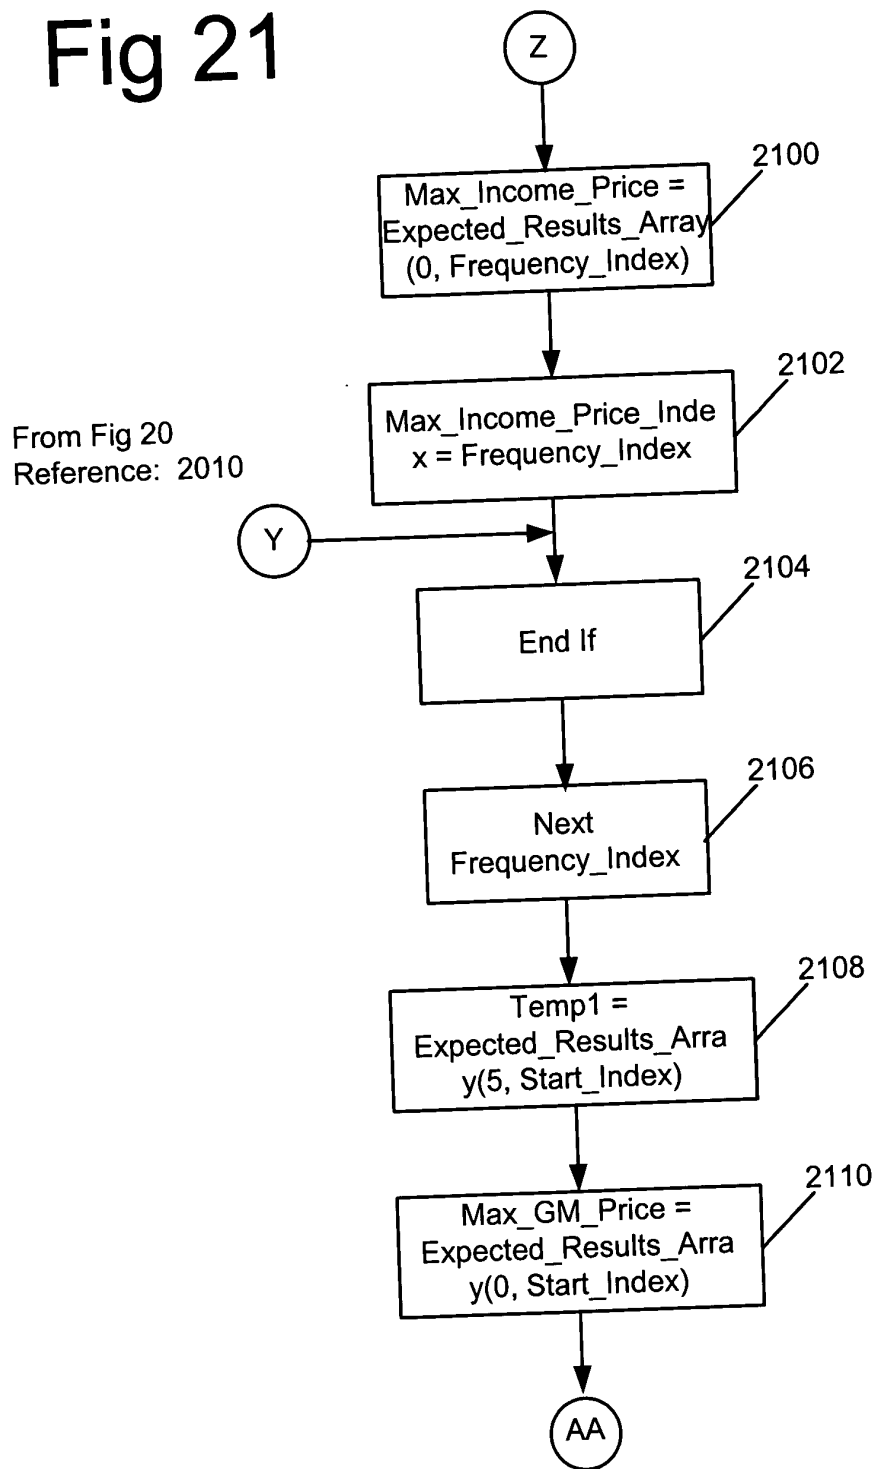 Fig 21
Z
2100
Max_Income_Price =
Expected_Results_Array
(0, Frequency_Index)
2102
Max_Income_Price_Inde
x = Frequency_Index
From Fig 20
Reference: 2010
Y
2104
End If
2106
Next
Frequency_Index
2108
Temp1 =
Expected_Results_Arra
y(5, Start_Index)
2110
Max_GM_Price =
Expected_Results_Arra
y(0, Start_Index)
AA